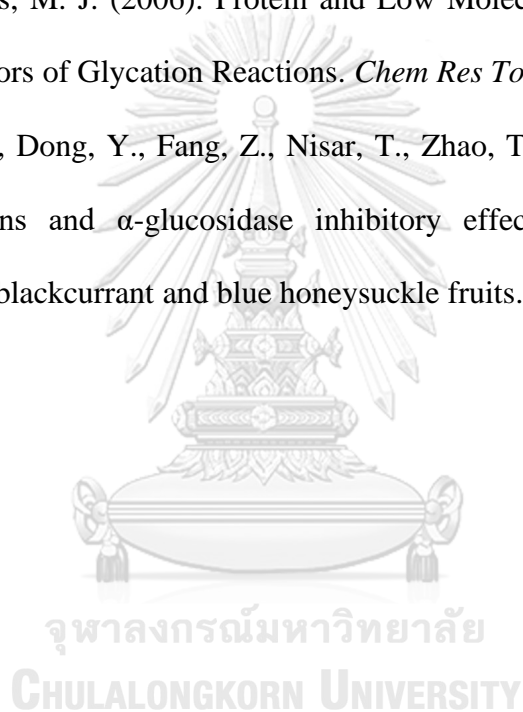 s, M. J. (2006). Protein and Low Molec
ors of Glycation Reactions. Chem Res To
, Dong, Y., Fang, Z., Nisar, T., Zhao, T
ns and α-glucosidase inhibitory effec
blackcurrant and blue honeysuckle fruits.
จุฬาลงกรณ์มหาวิทยาลัย
CHULALONGKORN UNIVERSITY